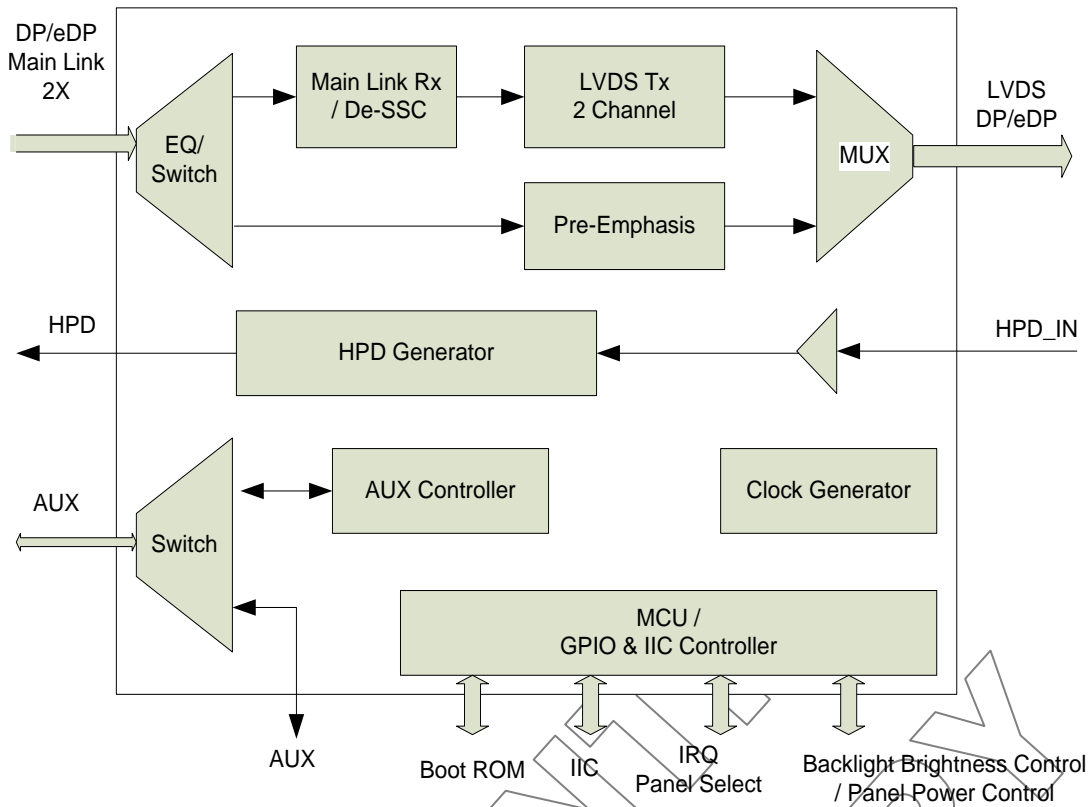 DP/eDP
Main Link
2X
EQ/
Switch
Main Link Rx
/ De-SSC
LVDS Tx
2 Channel
Pre-Emphasis
MUX
LVDS
DP/eDP
HPD
HPD Generator
HPD_IN
AUX
Switch
AUX Controller
Clock Generator
MCU /
GPIO & IIC Controller
AUX
Boot ROM
IIC
IRQ
Panel Select
Backlight Brightness Control
/ Panel Power Control